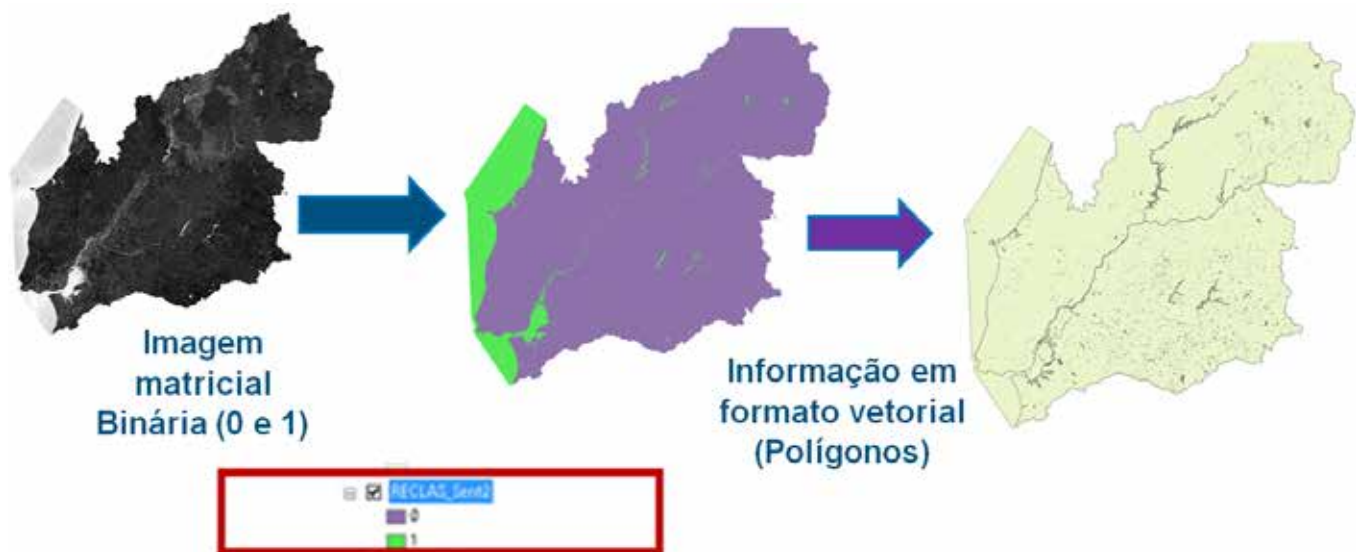 Imagem
matricial
Binária (0 e 1)
Informação em
formato vetorial
(Polígonos)
RECLAS_Sent2
0
1